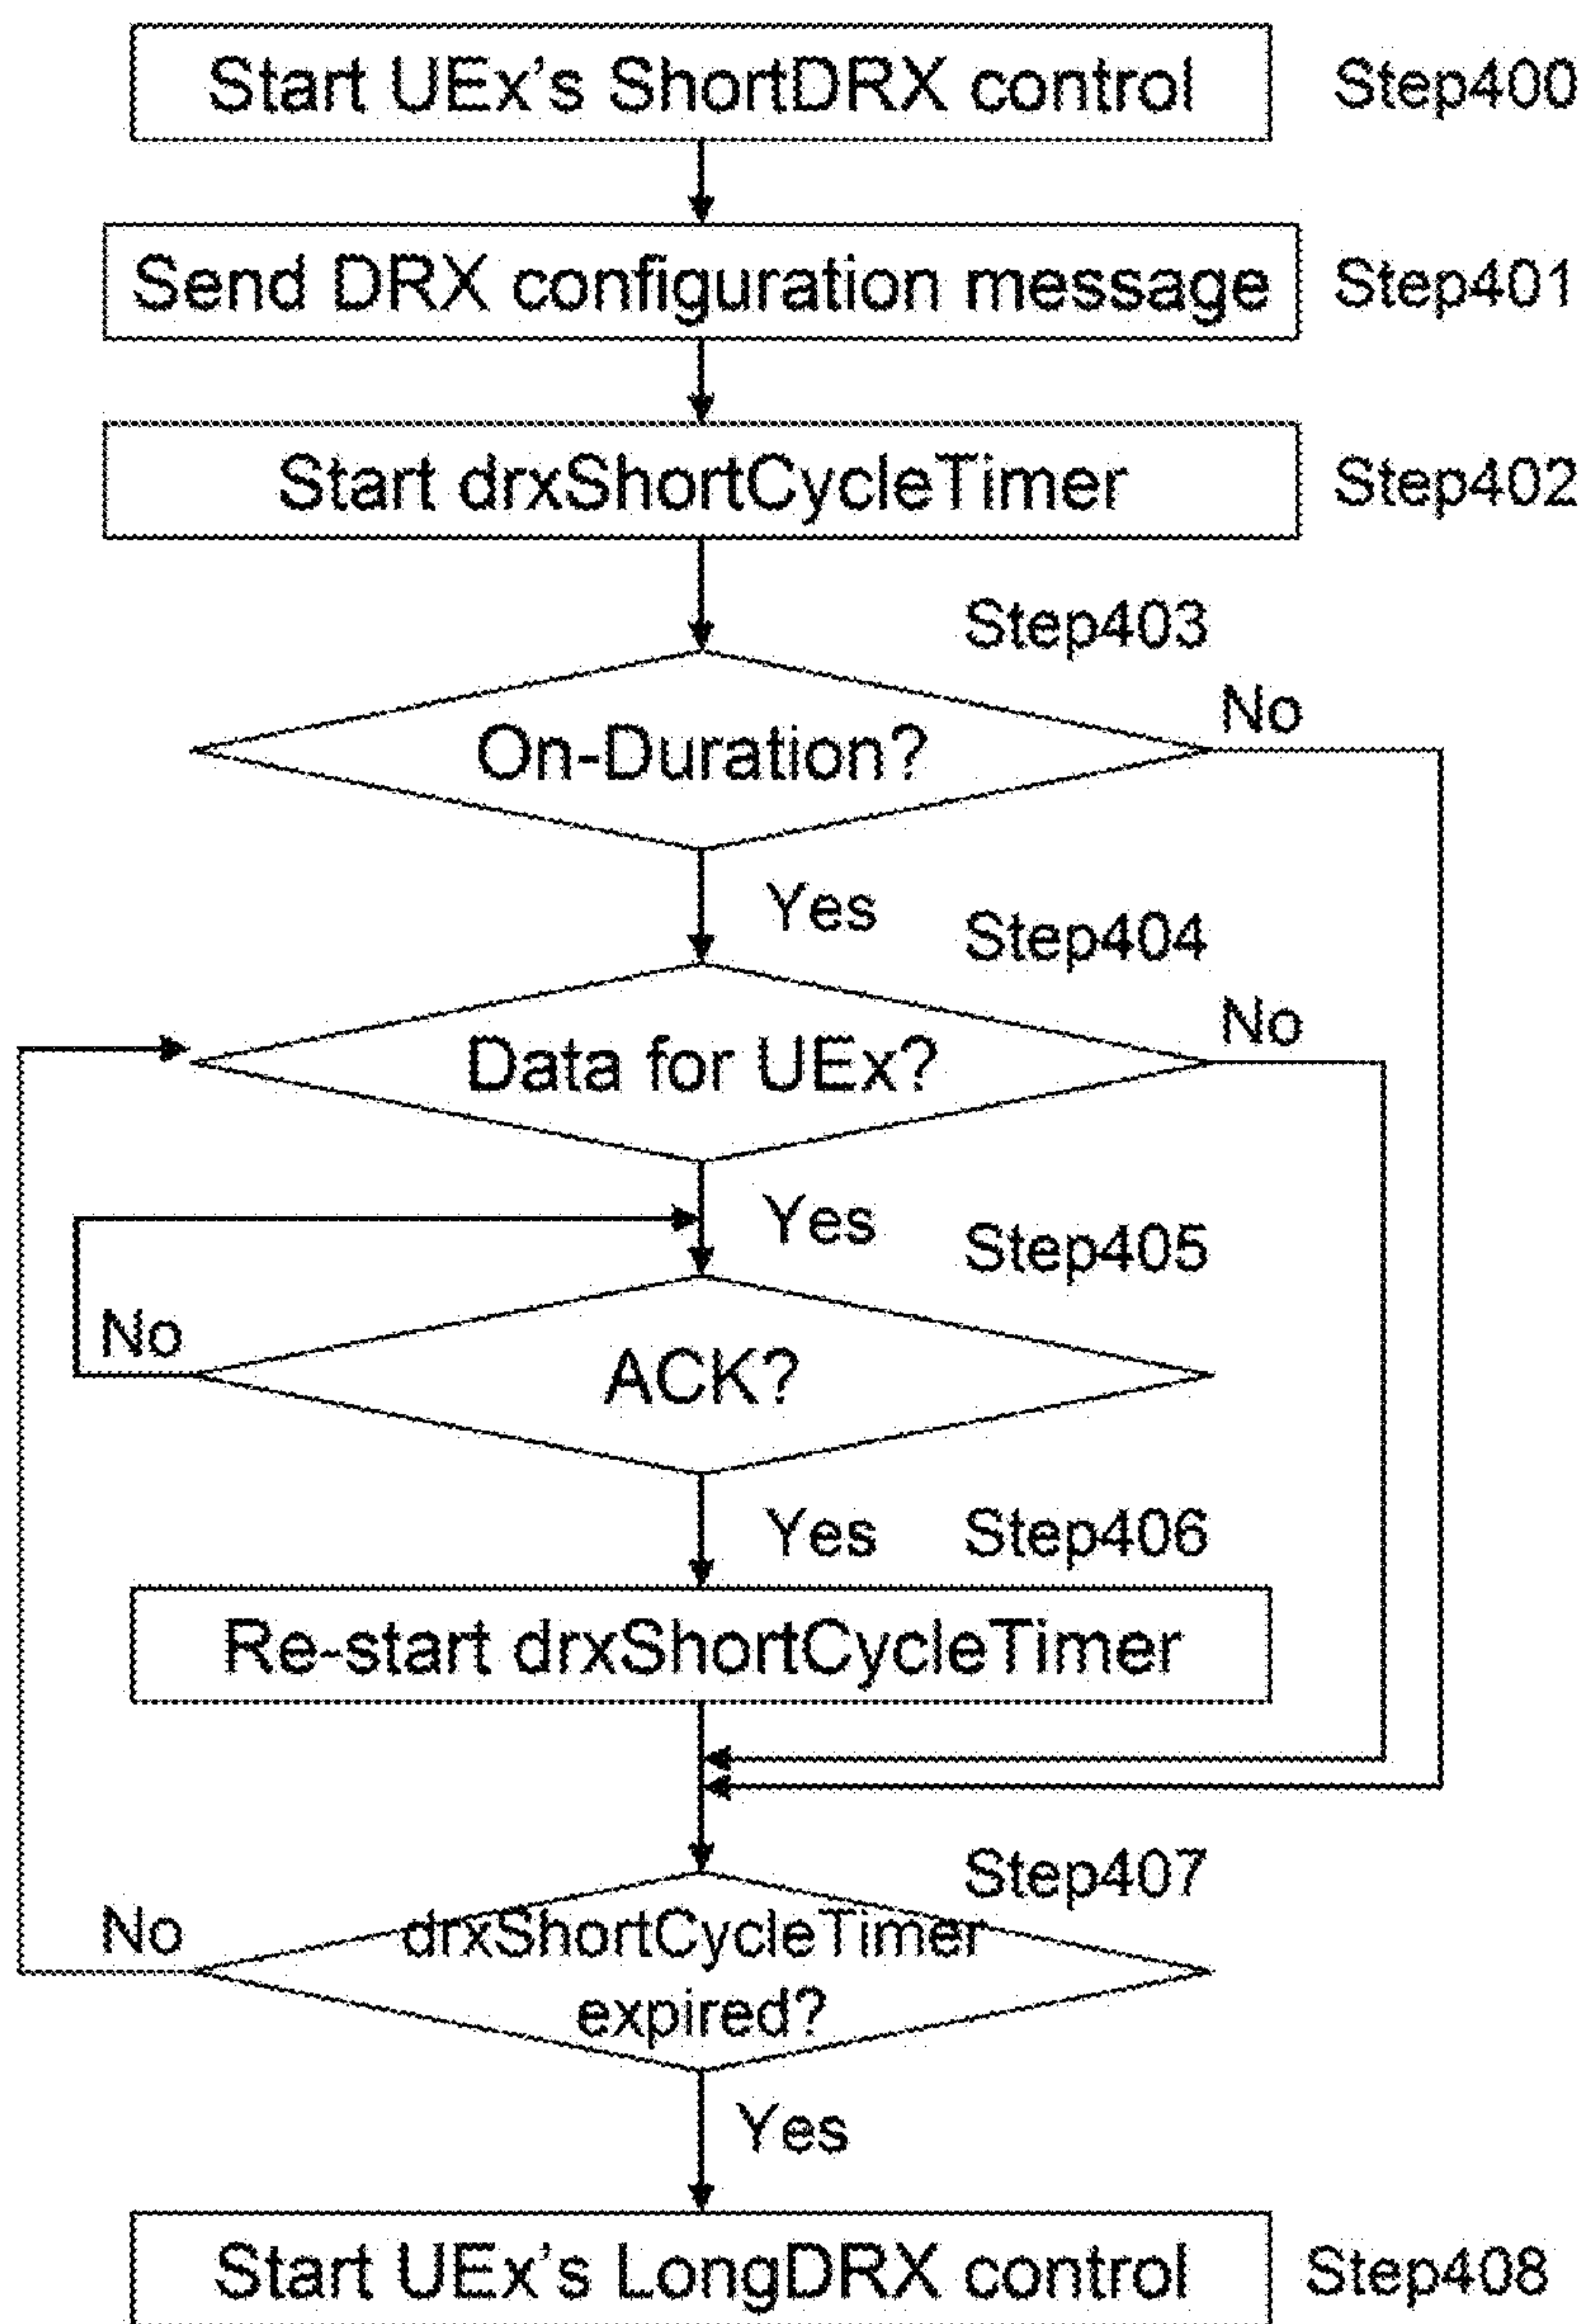 Start UEx's ShortDRX control Step400
Send DRX configuration message Step401
Start drxShortCycleTimer Step402
Step403
No
On-Duration?
Yes
Step404
No
Data for UEx?
Yes
Step405
No
ACK?
Yes Step406
Re-start drxShortCycleTimer
Step407
No
drxShortCycleTimer
expired?
Yes
Start UEx's LongDRX control Step408